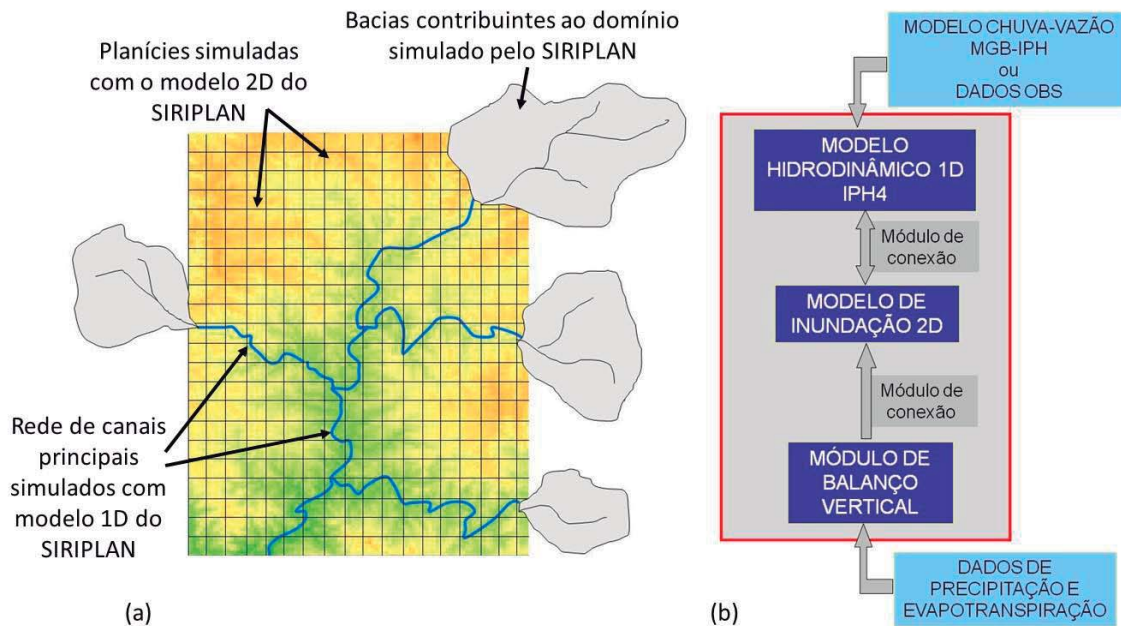 Planícies simuladas
com o modelo 2D do
SIRIPLAN
Bacias contribuintes ao domínio
simulado pelo SIRIPLAN
Rede de canais
principais
simulados com
modelo 1D do
SIRIPLAN
(a)
MODELO CHUVA-VAZÃO
MGB-IPH
ou
DADOS OBS
MODELO
HIDRODINÂMICO 1D
IPH4
Módulo de
conexão
MODELO DE
INUNDAÇÃO 2D
Módulo de
conexão
MÓDULO DE
BALANÇO
VERTICAL
DADOS DE
PRECIPITAÇÃO E
EVAPOTRANSPIRAÇÃO
(b)